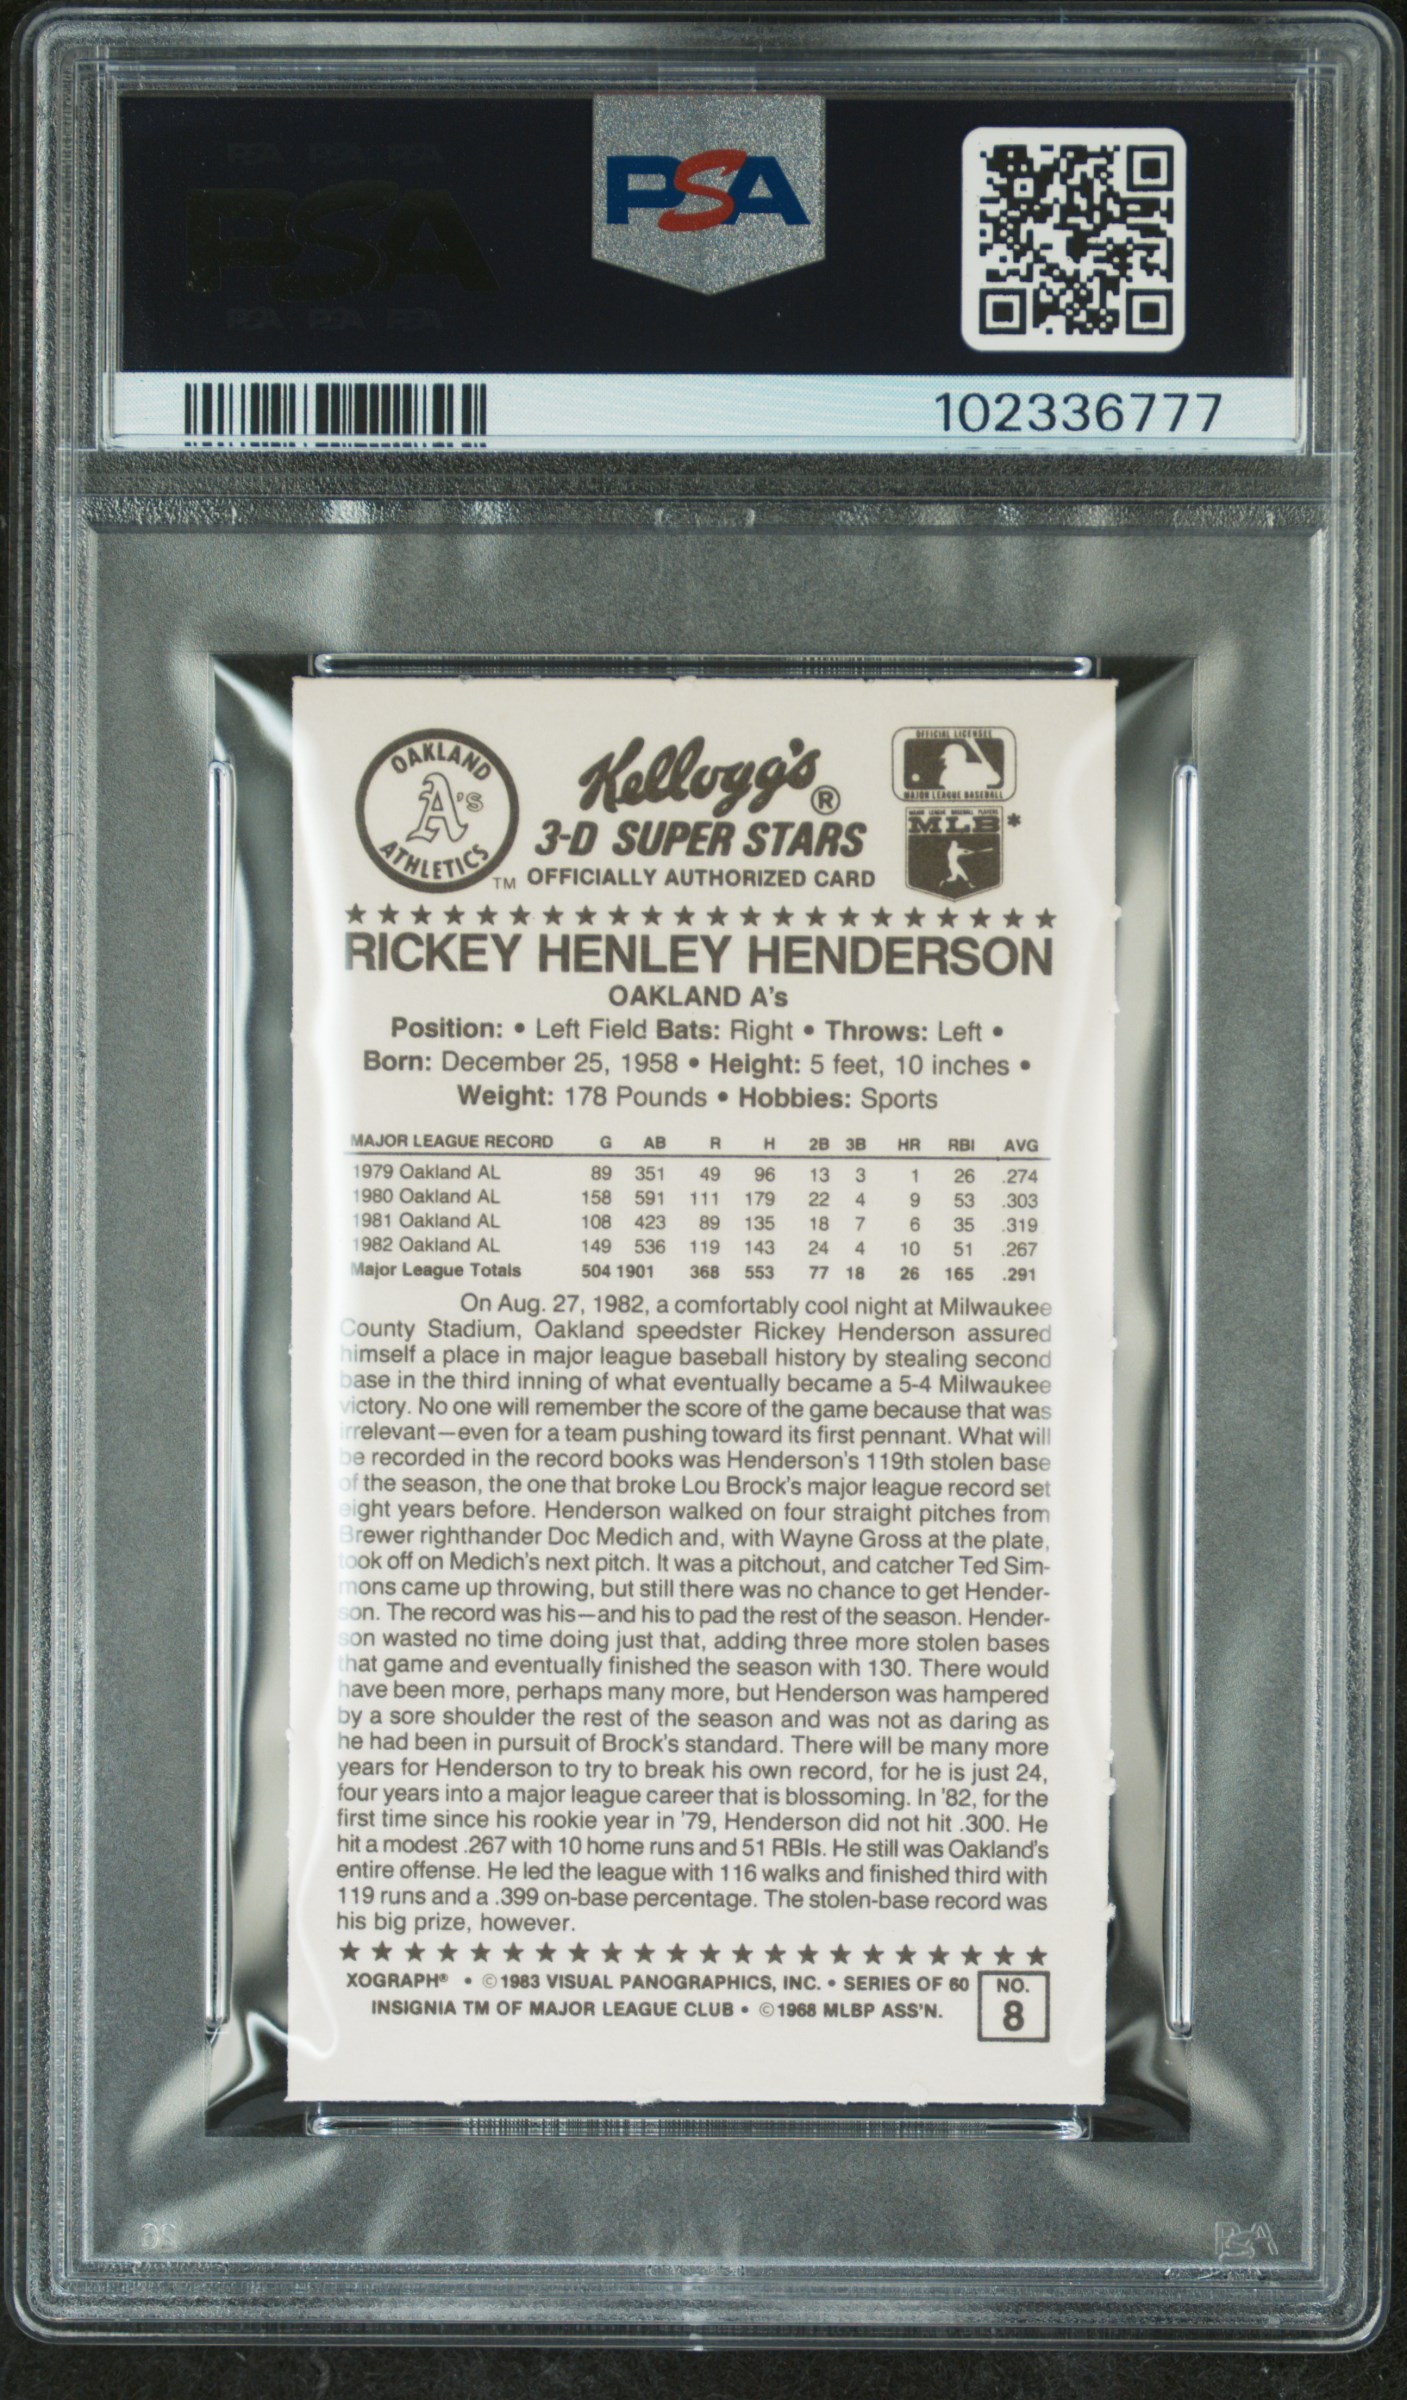 PSA
102336777
OAKLAND A's ATHLETICS TM
Kellogg's®
3-D SUPER STARS
OFFICIALLY AUTHORIZED CARD
OFFICIAL LICENSEE
MAJOR LEAGUE BASEBALL
MAJOR LEAGUE BASEBALL PLAYERS
MLB*
RICKEY HENLEY HENDERSON
OAKLAND A's
Position: • Left Field Bats: Right • Throws: Left •
Born: December 25, 1958 • Height: 5 feet, 10 inches •
Weight: 178 Pounds • Hobbies: Sports
MAJOR LEAGUE RECORD G AB R H 2B 3B HR RBI AVG
1979 Oakland AL 89 351 49 96 13 3 1 26 .274
1980 Oakland AL 158 591 111 179 22 4 9 53 .303
1981 Oakland AL 108 423 89 135 18 7 6 35 .319
1982 Oakland AL 149 536 119 143 24 4 10 51 .267
Major League Totals 504 1901 368 553 77 18 26 165 .291
On Aug. 27, 1982, a comfortably cool night at Milwaukee
County Stadium, Oakland speedster Rickey Henderson assured
himself a place in major league baseball history by stealing second
base in the third inning of what eventually became a 5-4 Milwaukee
victory. No one will remember the score of the game because that was
irrelevant—even for a team pushing toward its first pennant. What will
be recorded in the record books was Henderson's 119th stolen base
of the season, the one that broke Lou Brock's major league record set
eight years before. Henderson walked on four straight pitches from
Brewer righthander Doc Medich and, with Wayne Gross at the plate,
took off on Medich's next pitch. It was a pitchout, and catcher Ted Sim-
mons came up throwing, but still there was no chance to get Hender-
son. The record was his—and his to pad the rest of the season. Hender-
son wasted no time doing just that, adding three more stolen bases
that game and eventually finished the season with 130. There would
have been more, perhaps many more, but Henderson was hampered
by a sore shoulder the rest of the season and was not as daring as
he had been in pursuit of Brock's standard. There will be many more
years for Henderson to try to break his own record, for he is just 24,
four years into a major league career that is blossoming. In '82, for the
first time since his rookie year in '79, Henderson did not hit .300. He
hit a modest .267 with 10 home runs and 51 RBIs. He still was Oakland's
entire offense. He led the league with 116 walks and finished third with
119 runs and a .399 on-base percentage. The stolen-base record was
his big prize, however.
XOGRAPH® • ©1983 VISUAL PANOGRAPHICS, INC. • SERIES OF 60
INSIGNIA TM OF MAJOR LEAGUE CLUB • ©1968 MLBP ASS'N.
NO.
8
PSA